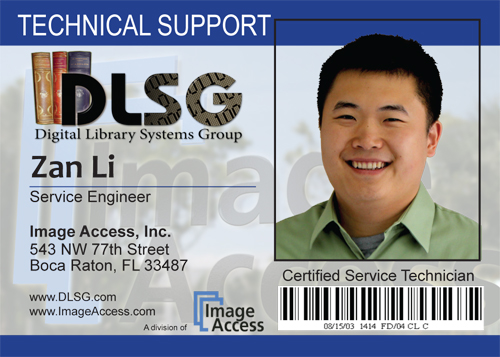 TECHNICAL SUPPORT
DLSG
Digital Library Systems Group
Zan Li
Service Engineer
Image Access, Inc.
543 NW 77th Street
Boca Raton, FL 33487
www.DLSG.com
www.ImageAccess.com
A division of
Image
Access
Certified Service Technician
08/15/03 1414 FD/04 CL C
Image
Access